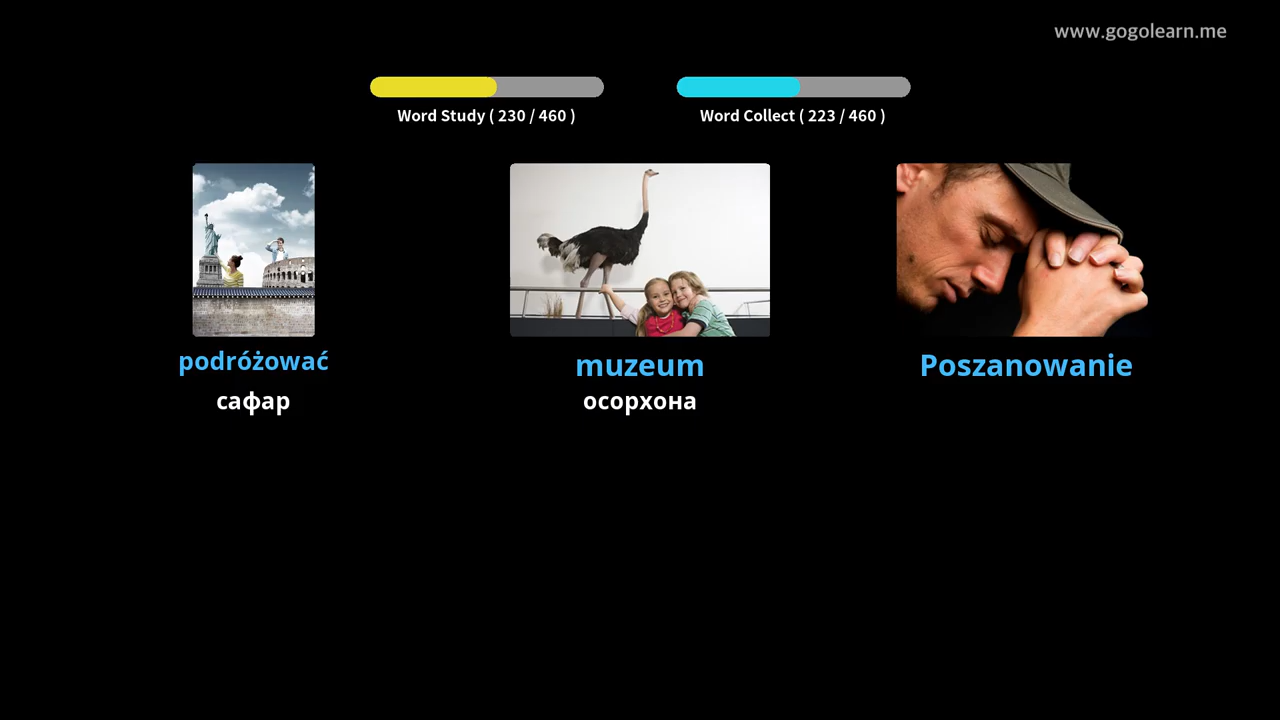 www.gogolearn.me
Word Study ( 230 / 460 )
Word Collect ( 223 / 460 )
podróżować
сафар
muzeum
осорхона
Poszanowanie